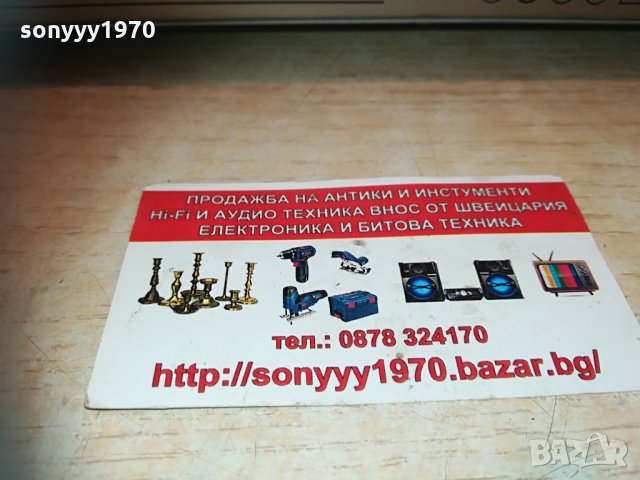 sonyyy1970
ПРОДАЖБА НА АНТИКИ И ИНСТУМЕНТИ
Hi-Fi И АУДИО ТЕХНИКА ВНОС ОТ ШВЕИЦАРИЯ
ЕЛЕКТРОНИКА И БИТОВА ТЕХНИКА
тел.: 0878 324170
http://sonyyy1970.bazar.bg/
BAZAR